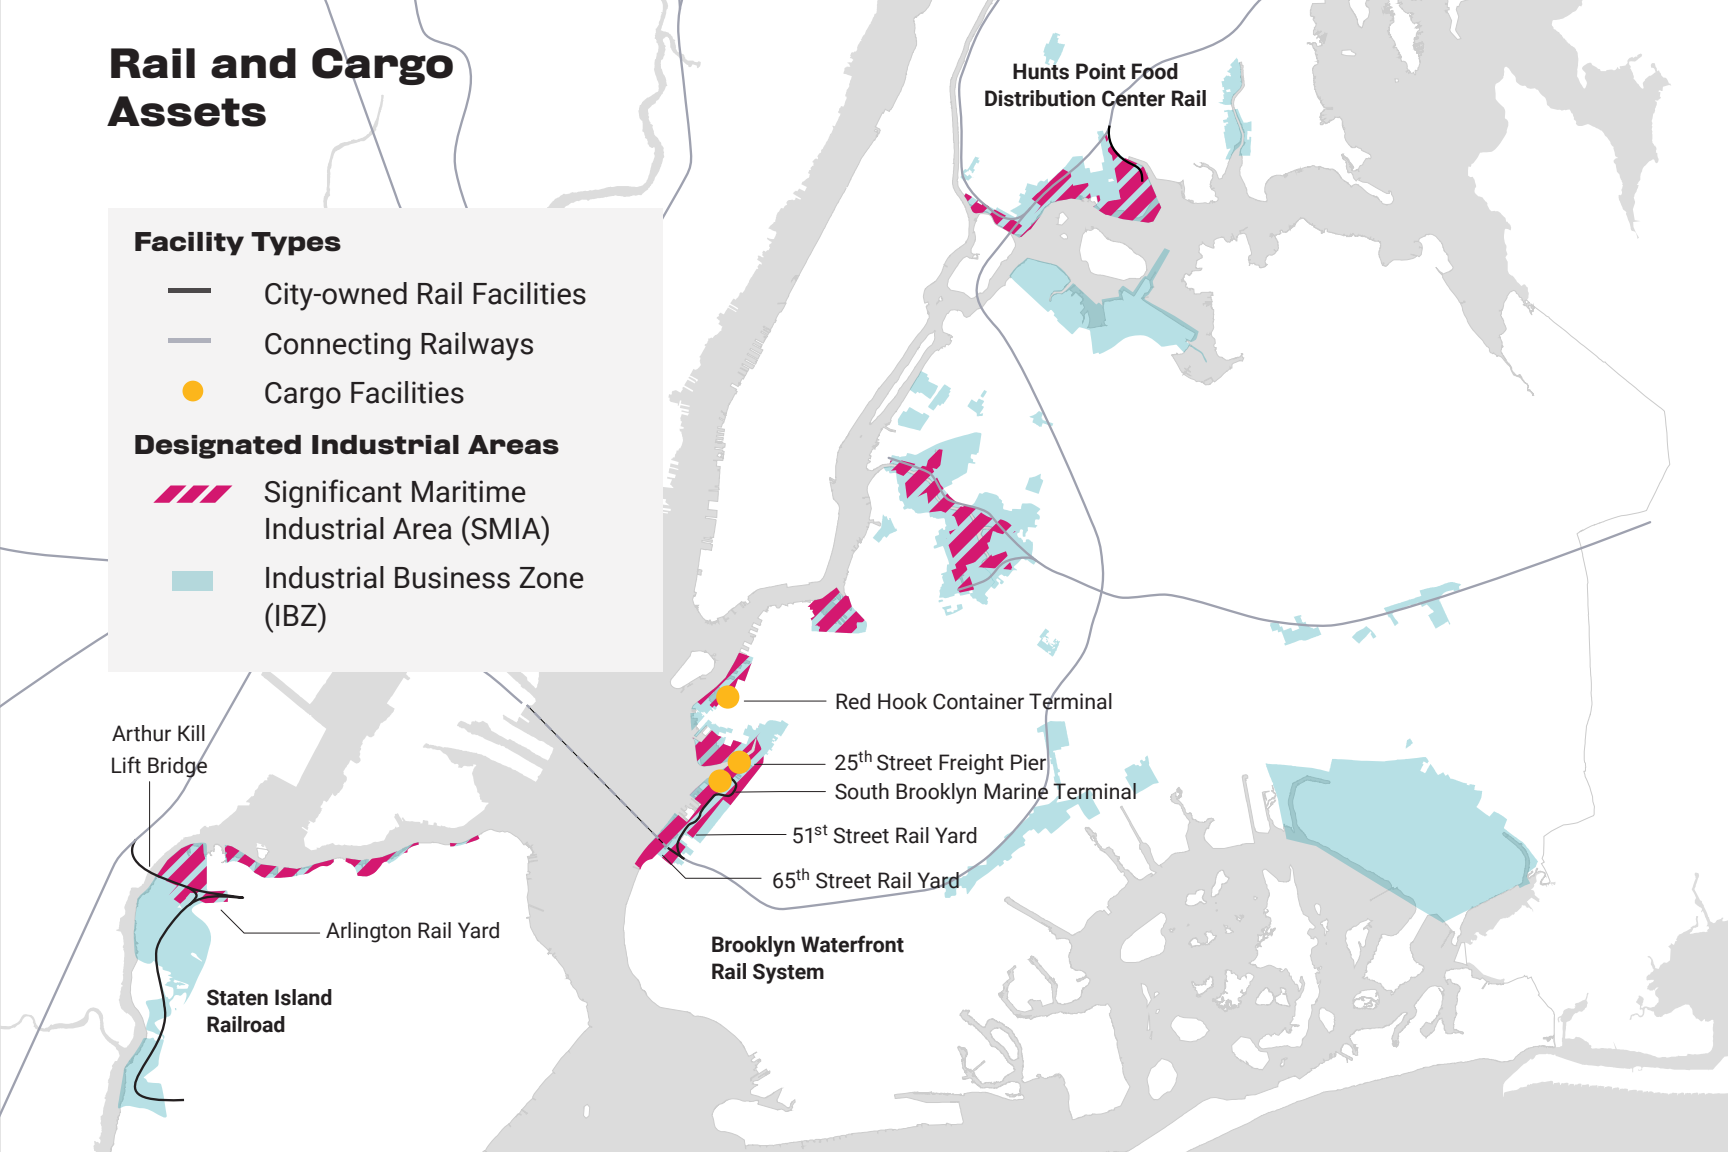 Rail and Cargo
Assets
Facility Types
City-owned Rail Facilities
Connecting Railways
Cargo Facilities
Designated Industrial Areas
Significant Maritime
Industrial Area (SMIA)
Industrial Business Zone
(IBZ)
Hunts Point Food
Distribution Center Rail
Red Hook Container Terminal
25th Street Freight Pier
South Brooklyn Marine Terminal
51st Street Rail Yard
65th Street Rail Yard
Brooklyn Waterfront
Rail System
Arthur Kill
Lift Bridge
Arlington Rail Yard
Staten Island
Railroad